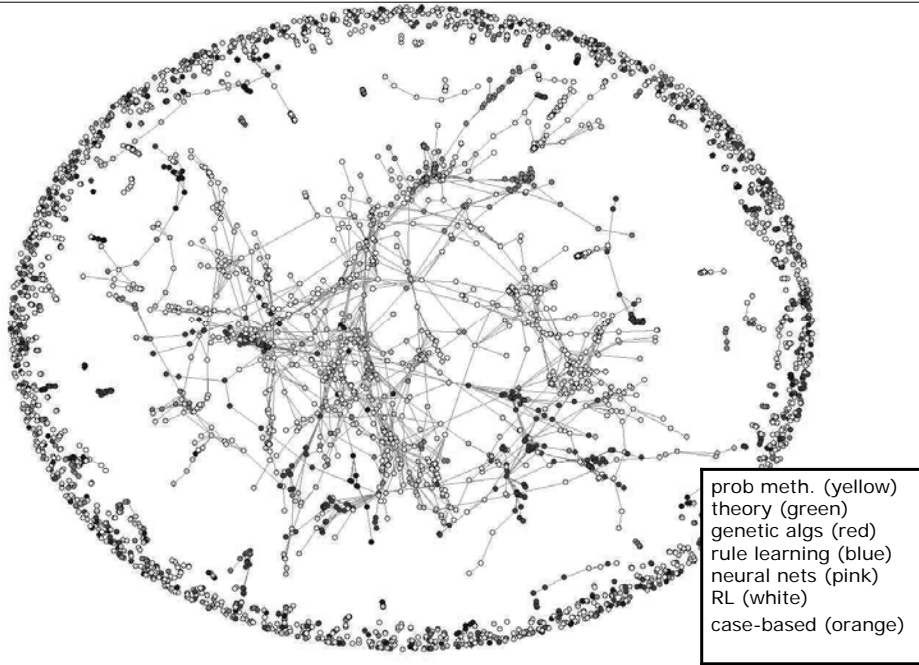 prob meth. (yellow)
theory (green)
genetic algs (red)
rule learning (blue)
neural nets (pink)
RL (white)
case-based (orange)